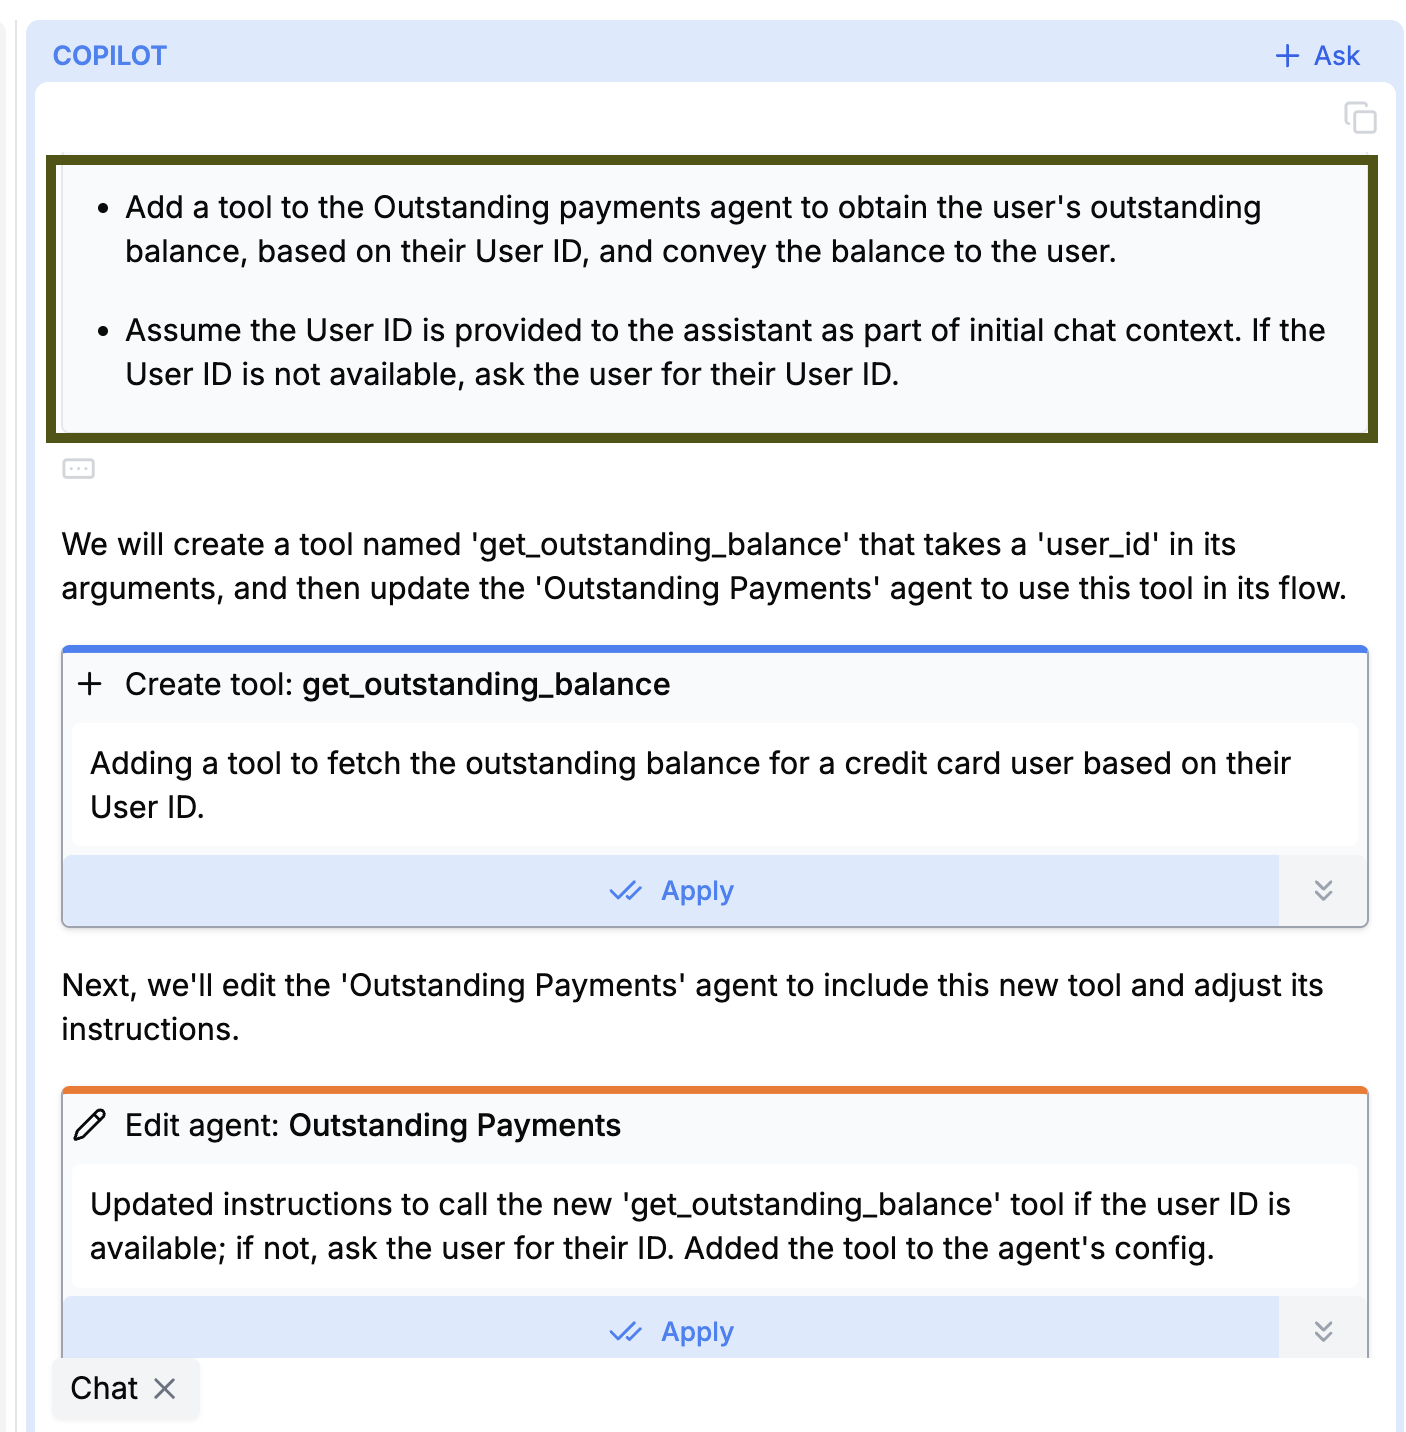 COPILOT
+ Ask
• Add a tool to the Outstanding payments agent to obtain the user's outstanding
balance, based on their User ID, and convey the balance to the user.
• Assume the User ID is provided to the assistant as part of initial chat context. If the
User ID is not available, ask the user for their User ID.
We will create a tool named 'get_outstanding_balance' that takes a 'user_id' in its
arguments, and then update the 'Outstanding Payments' agent to use this tool in its flow.
+ Create tool: get_outstanding_balance
Adding a tool to fetch the outstanding balance for a credit card user based on their
User ID.
Apply
Next, we'll edit the 'Outstanding Payments' agent to include this new tool and adjust its
instructions.
Edit agent: Outstanding Payments
Updated instructions to call the new 'get_outstanding_balance' tool if the user ID is
available; if not, ask the user for their ID. Added the tool to the agent's config.
Apply
Chat